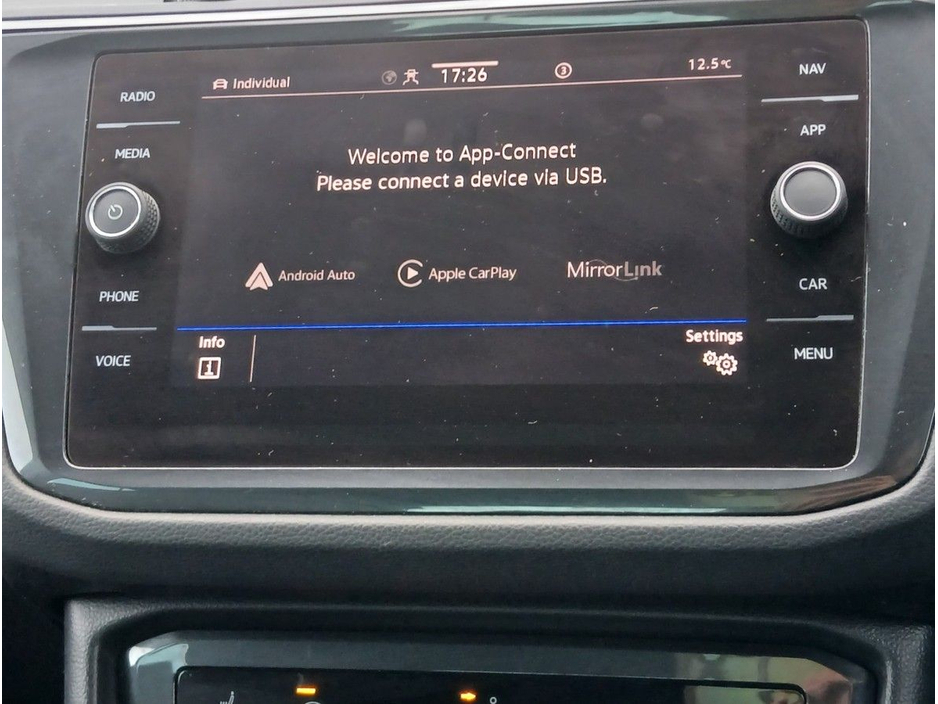 RADIO
MEDIA
PHONE
VOICE
Individual
17:26
3
12.5°C
Welcome to App-Connect
Please connect a device via USB.
Android Auto
Apple CarPlay
MirrorLink
Info
i
Settings
NAV
APP
CAR
MENU